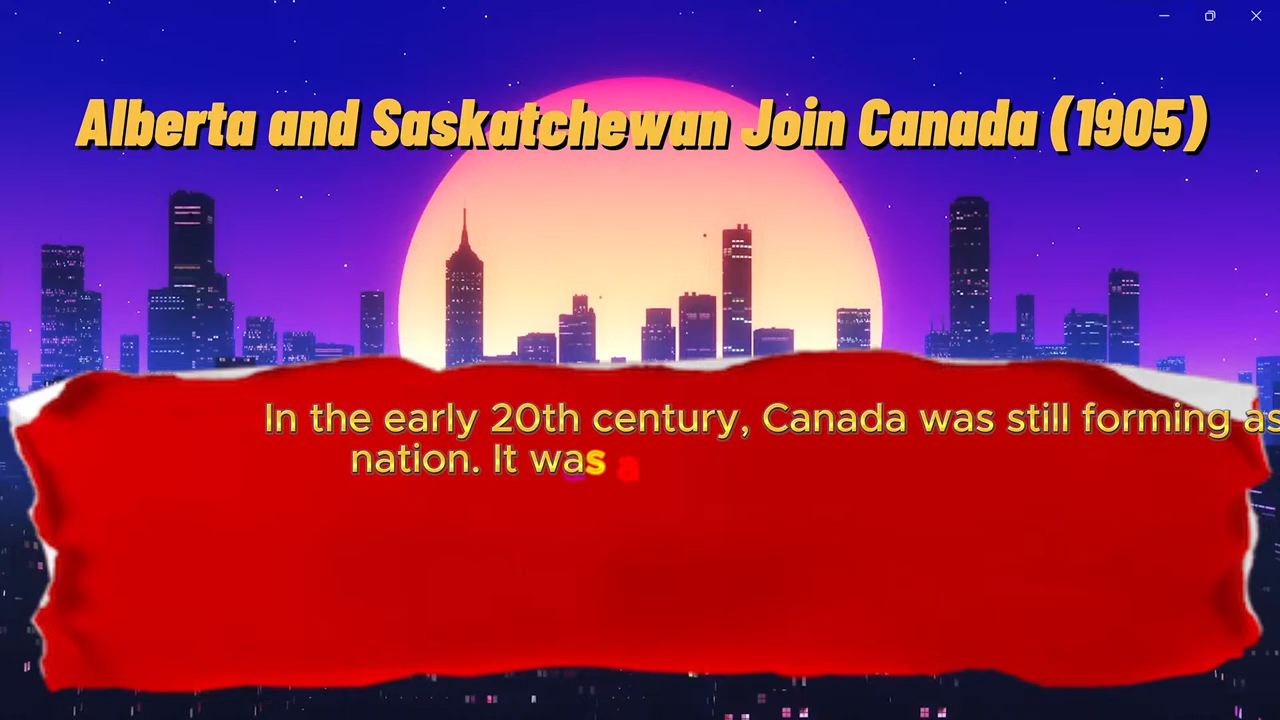 Alberta and Saskatchewan Join Canada (1905)
In the early 20th century, Canada was still forming as
nation. It was a